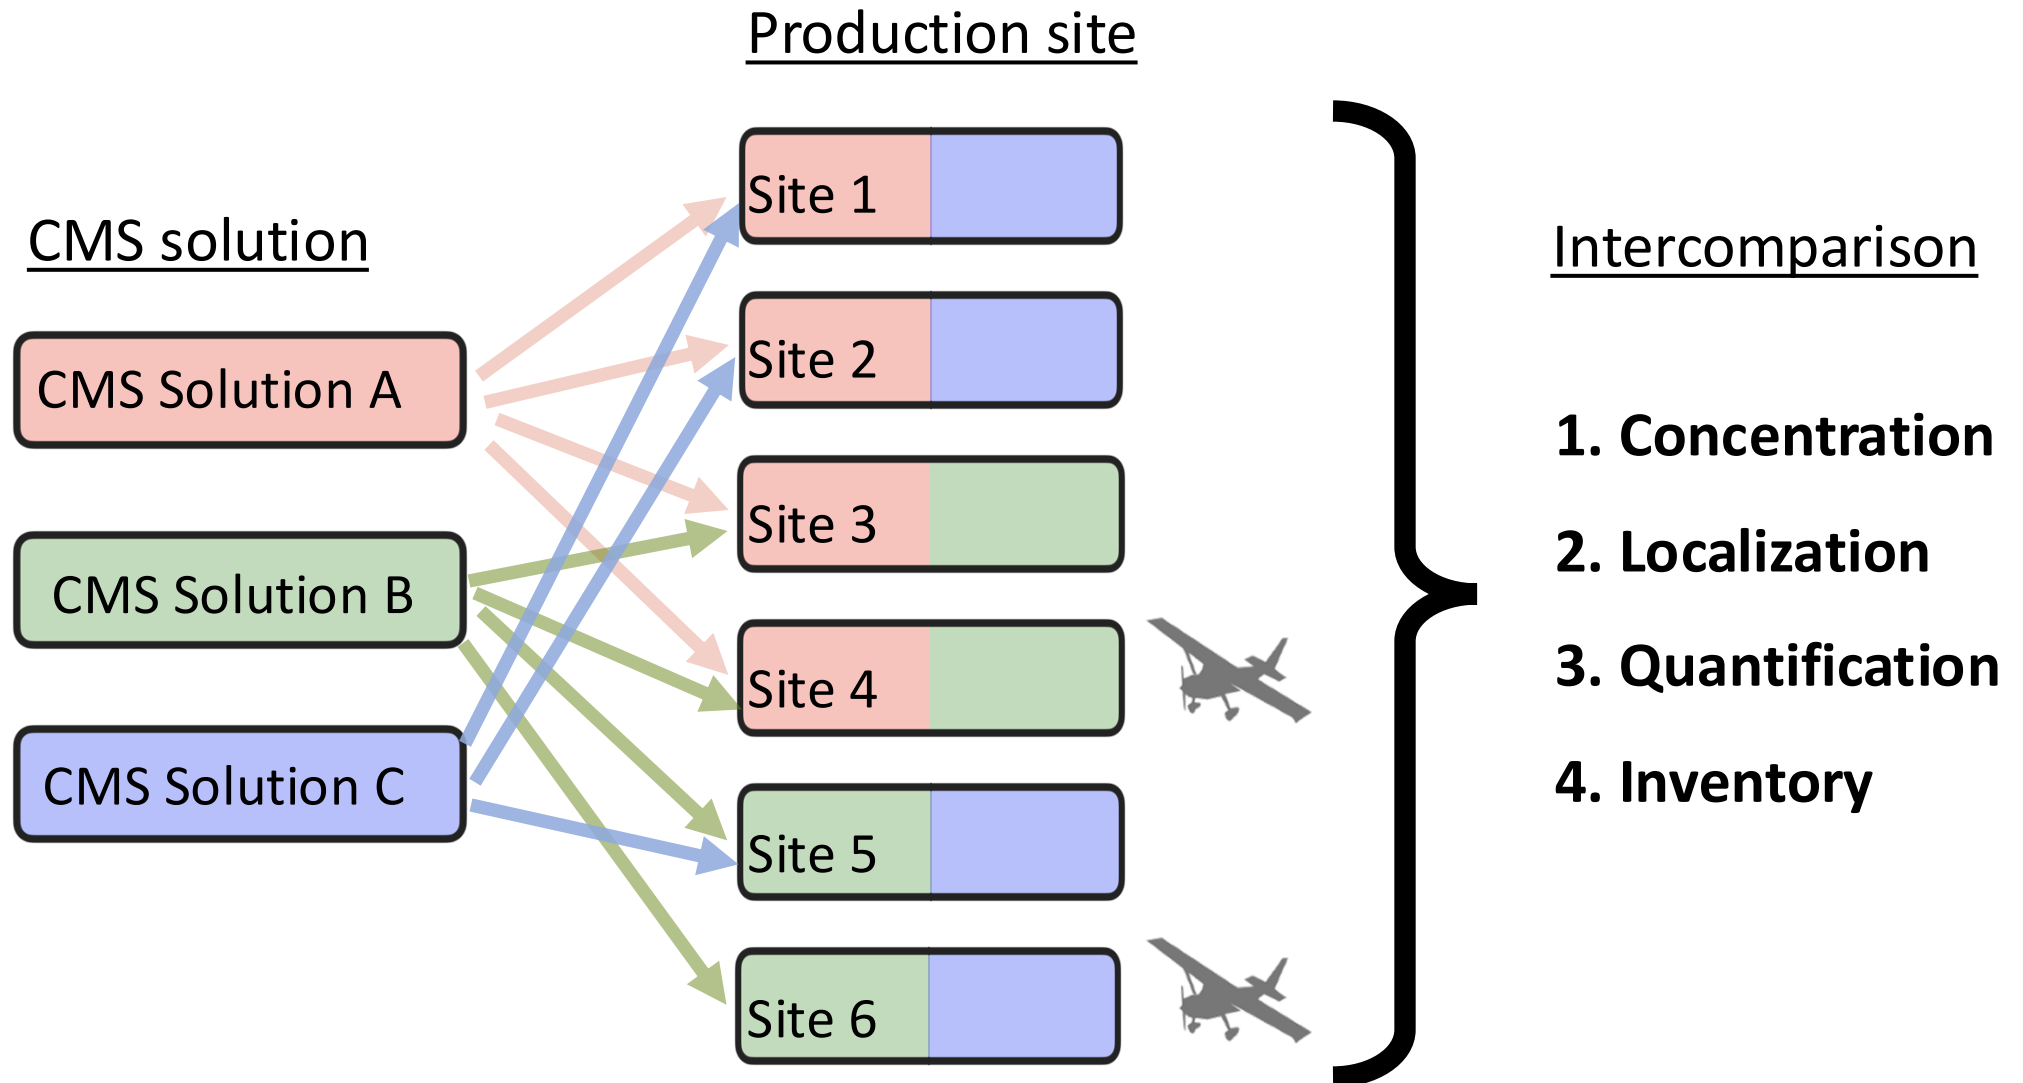 Production site
CMS solution
CMS Solution A
CMS Solution B
CMS Solution C
Site 1
Site 2
Site 3
Site 4
Site 5
Site 6
Intercomparison
1. Concentration
2. Localization
3. Quantification
4. Inventory